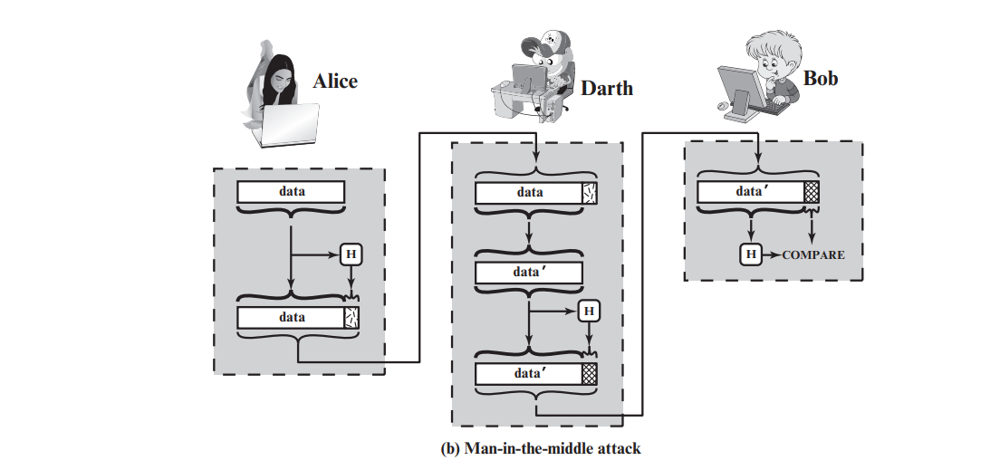 Alice
Darth
Bob
data
H
data
data
data′
H
data′
data′
H
COMPARE
(b) Man-in-the-middle attack